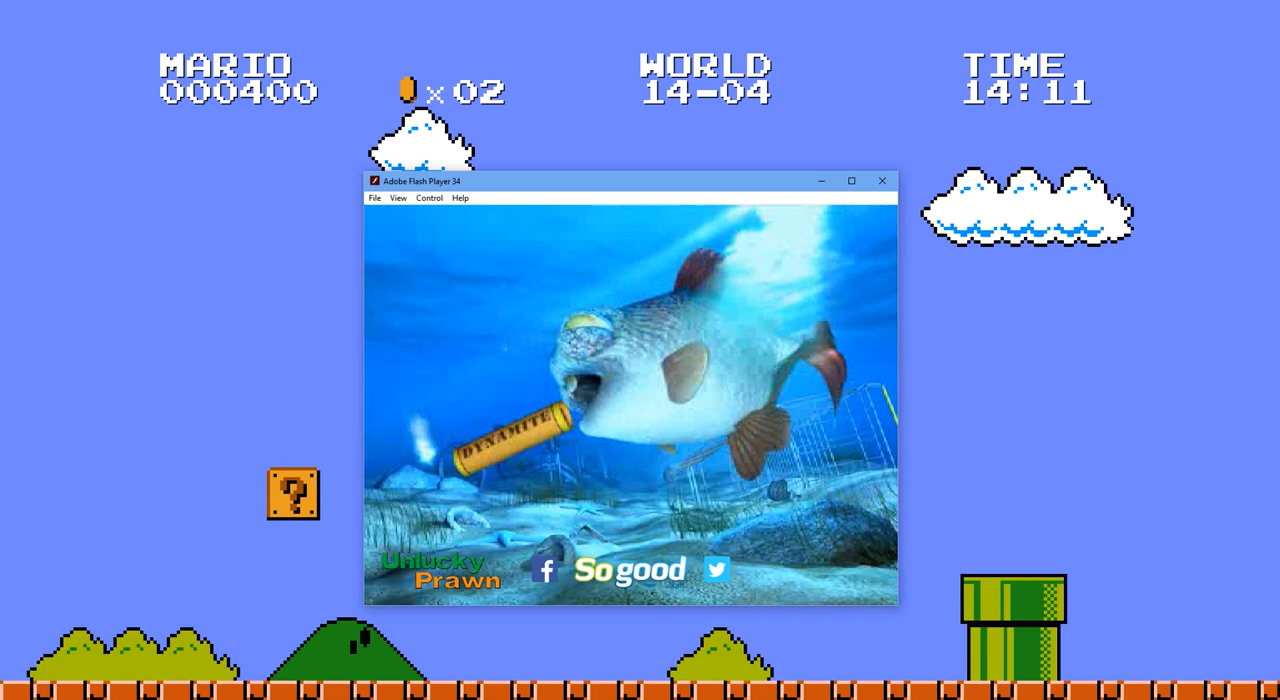 MARIO
000400
x 02
WORLD
14-04
TIME
14:11
Adobe Flash Player 34
File View Control Help
DYNAMITE
?
Unlucky
Prawn
f
So good